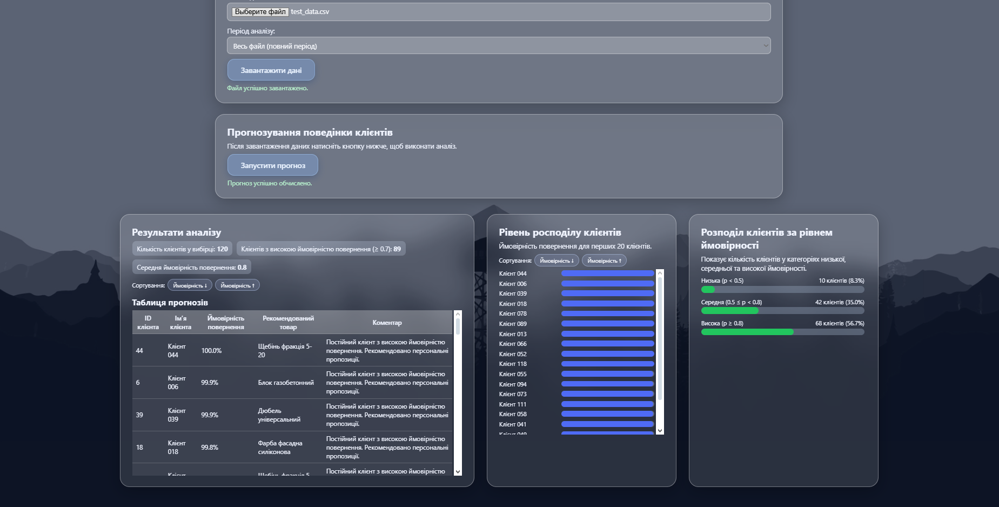 Выберите файл test_data.csv
Період аналізу:
Весь файл (повний період)
Завантажити дані
Файл успішно завантажено.
Прогнозування поведінки клієнтів
Після завантаження даних натисніть кнопку нижче, щоб виконати аналіз.
Запустити прогноз
Прогноз успішно обчислено.
Результати аналізу
Кількість клієнтів у вибірці: 120
Клієнтів з високою ймовірністю повернення (≥ 0.7): 89
Середня ймовірність повернення: 0.8
Сортування: Ймовірність ↓ Ймовірність ↑
Таблиця прогнозів
ID клієнта
Ім’я клієнта
Ймовірність повернення
Рекомендований товар
Коментар
44
Клієнт
044
100.0%
Щебінь фракція 5-
20
Постійний клієнт з високою ймовірністю
повернення. Рекомендовано персональні
пропозиції.
6
Клієнт
006
99.9%
Блок газобетонний
Постійний клієнт з високою ймовірністю
повернення. Рекомендовано персональні
пропозиції.
39
Клієнт
039
99.9%
Дюбель
універсальний
Постійний клієнт з високою ймовірністю
повернення. Рекомендовано персональні
пропозиції.
18
Клієнт
018
99.8%
Фарба фасадна
силіконова
Постійний клієнт з високою ймовірністю
повернення. Рекомендовано персональні
пропозиції.
Клієнт
Щебінь фракція 5-
Постійний клієнт з високою ймовірністю
Рівень росподілу клієнтів
Ймовірність повернення для перших 20 клієнтів.
Сортування: Ймовірність ↓ Ймовірність ↑
Клієнт 044
Клієнт 006
Клієнт 039
Клієнт 018
Клієнт 078
Клієнт 089
Клієнт 013
Клієнт 066
Клієнт 052
Клієнт 118
Клієнт 055
Клієнт 094
Клієнт 073
Клієнт 111
Клієнт 058
Клієнт 041
Клієнт 049
Розподіл клієнтів за рівнем
ймовірності
Показує кількість клієнтів у категоріях низької,
середньої та високої ймовірності.
Низька (p < 0.5) 10 клієнтів (8.3%)
Середня (0.5 ≤ p < 0.8) 42 клієнтів (35.0%)
Висока (p ≥ 0.8) 68 клієнтів (56.7%)